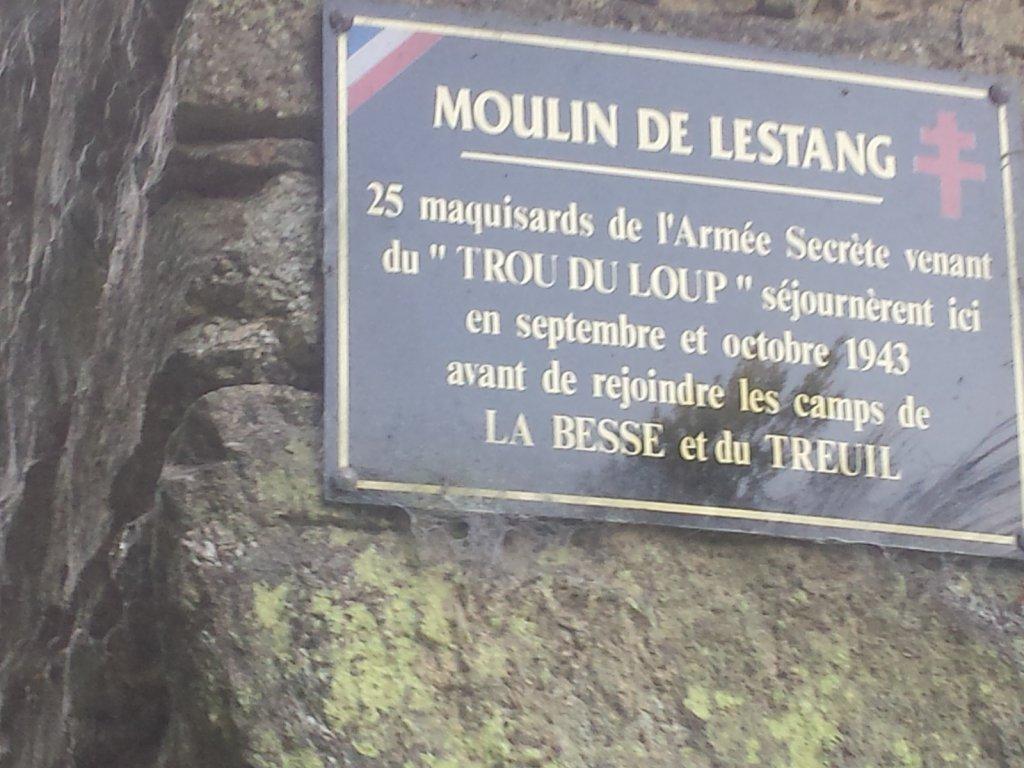 MOULIN DE LESTANG
25 maquisards de l'Armée Secrète venant
du " TROU DU LOUP " séjournèrent ici
en septembre et octobre 1943
avant de rejoindre les camps de
LA BESSE et du TREUIL